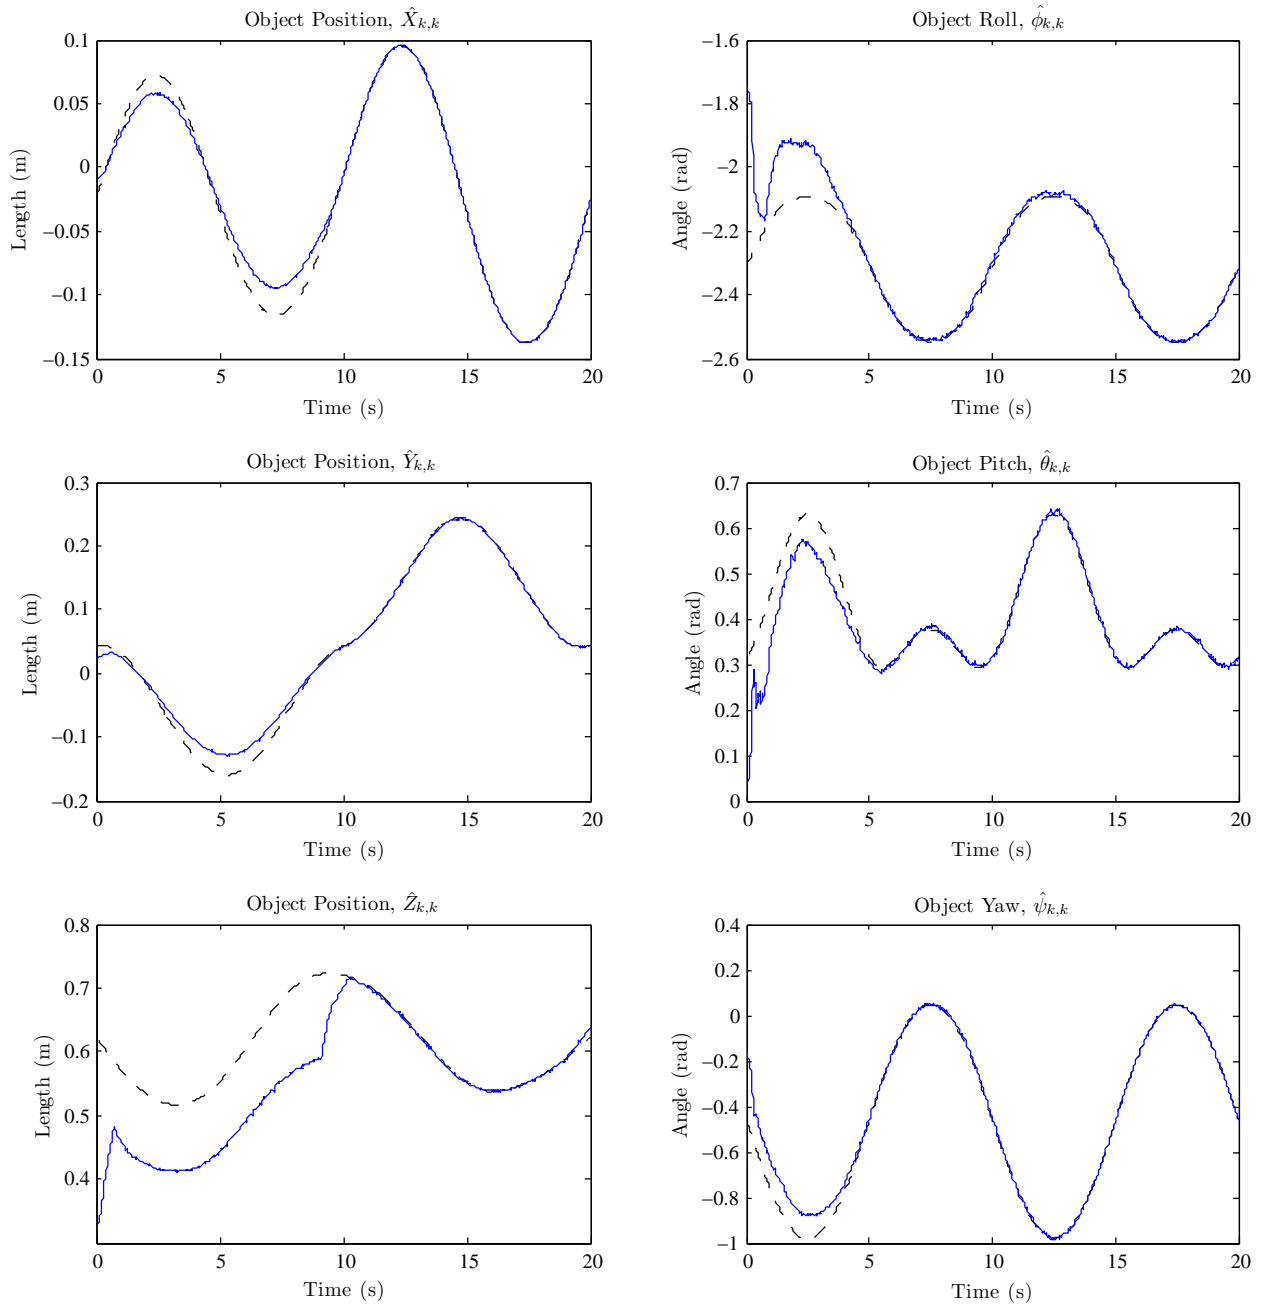 Object Position, X̂k,k
0.1
0.05
0
−0.05
−0.1
−0.15
Length (m)
0 5 10 15 20
Time (s)
Object Roll, φ̂k,k
−1.6
−1.8
−2
−2.2
−2.4
−2.6
Angle (rad)
0 5 10 15 20
Time (s)
Object Position, Ŷk,k
0.3
0.2
0.1
0
−0.1
−0.2
Length (m)
0 5 10 15 20
Time (s)
Object Pitch, θ̂k,k
0.7
0.6
0.5
0.4
0.3
0.2
0.1
0
Angle (rad)
0 5 10 15 20
Time (s)
Object Position, Ẑk,k
0.8
0.7
0.6
0.5
0.4
Length (m)
0 5 10 15 20
Time (s)
Object Yaw, ψ̂k,k
0.4
0.2
0
−0.2
−0.4
−0.6
−0.8
−1
Angle (rad)
0 5 10 15 20
Time (s)